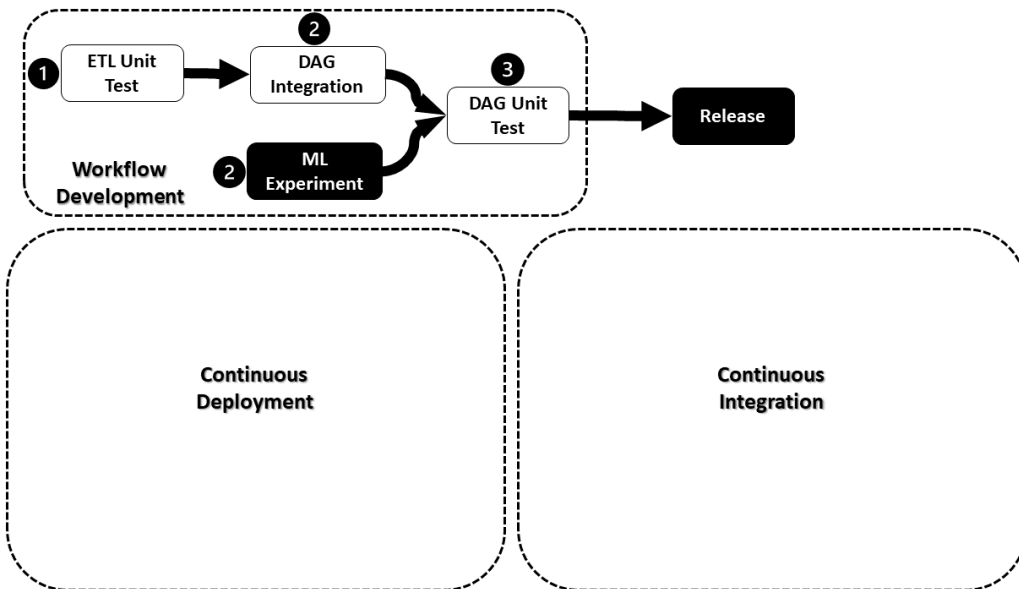 2
1
ETL Unit
Test
DAG
Integration
3
DAG Unit
Test
Release
2
ML
Experiment
Workflow
Development
Continuous
Deployment
Continuous
Integration